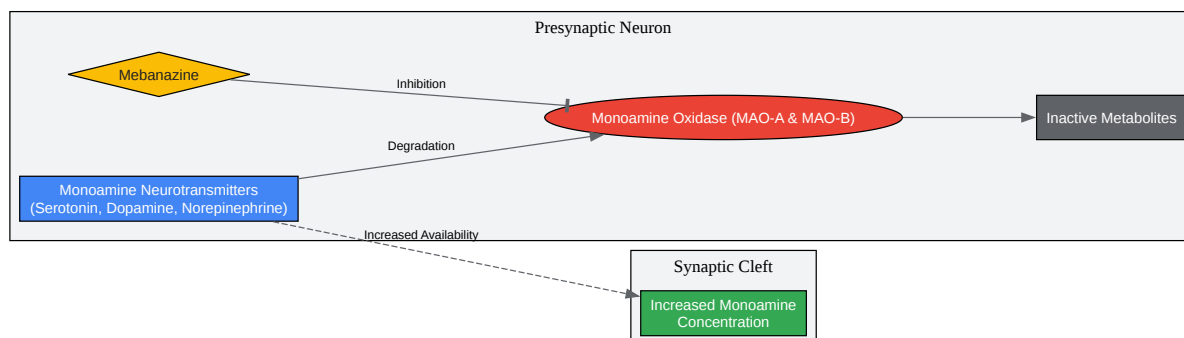 Presynaptic Neuron
Mebanazine
Inhibition
Monoamine Oxidase (MAO-A & MAO-B)
Inactive Metabolites
Degradation
Monoamine Neurotransmitters
(Serotonin, Dopamine, Norepinephrine)
Increased Availability
Synaptic Cleft
Increased Monoamine
Concentration